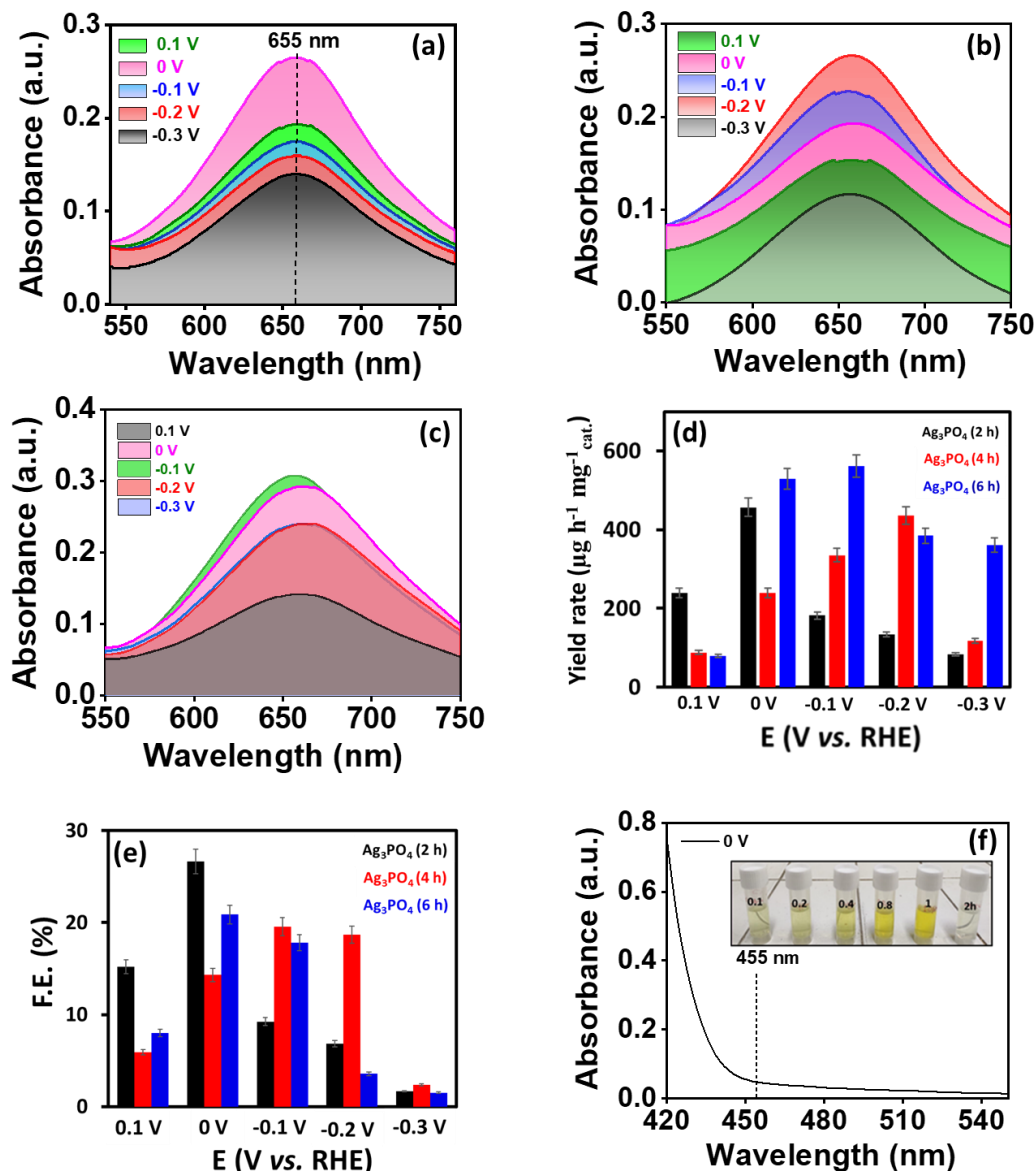 (a)
0.3
0.2
0.1
0.0
Absorbance (a.u.)
0.1 V
0 V
-0.1 V
-0.2 V
-0.3 V
655 nm
550 600 650 700 750
Wavelength (nm)
(b)
0.3
0.2
0.1
0.0
Absorbance (a.u.)
0.1 V
0 V
-0.1 V
-0.2 V
-0.3 V
550 600 650 700 750
Wavelength (nm)
(c)
0.4
0.3
0.2
0.1
0.0
Absorbance (a.u.)
0.1 V
0 V
-0.1 V
-0.2 V
-0.3 V
550 600 650 700 750
Wavelength (nm)
(d)
600
400
200
0
Yield rate (µg h⁻¹ mg⁻¹ cat.)
Ag₃PO₄ (2 h)
Ag₃PO₄ (4 h)
Ag₃PO₄ (6 h)
0.1 V 0 V -0.1 V -0.2 V -0.3 V
E (V vs. RHE)
(e)
30
20
10
0
F.E. (%)
Ag₃PO₄ (2 h)
Ag₃PO₄ (4 h)
Ag₃PO₄ (6 h)
0.1 V 0 V -0.1 V -0.2 V -0.3 V
E (V vs. RHE)
(f)
0.8
0.6
0.4
0.2
0.0
Absorbance (a.u.)
0 V
0.1 0.2 0.4 0.8 1 2h
455 nm
420 450 480 510 540
Wavelength (nm)